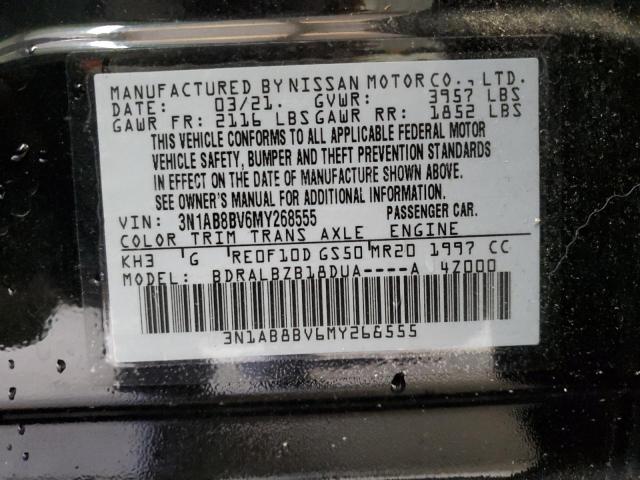 MANUFACTURED BY NISSAN MOTOR CO., LTD.
DATE: 03/21. GVWR: 3957 LBS
GAWR FR: 2116 LBS GAWR RR: 1852 LBS
THIS VEHICLE CONFORMS TO ALL APPLICABLE FEDERAL MOTOR
VEHICLE SAFETY, BUMPER AND THEFT PREVENTION STANDARDS
IN EFFECT ON THE DATE OF MANUFACTURE SHOWN ABOVE.
SEE OWNER'S MANUAL FOR ADDITIONAL INFORMATION.
VIN: 3N1AB8BV6MY268555 PASSENGER CAR.
COLOR TRIM TRANS AXLE ENGINE
KH3 G RE0F10D GS50 MR20 1997 CC
MODEL: BDRALBZB18DUA----A 4Z000
3N1AB8BV6MY268555